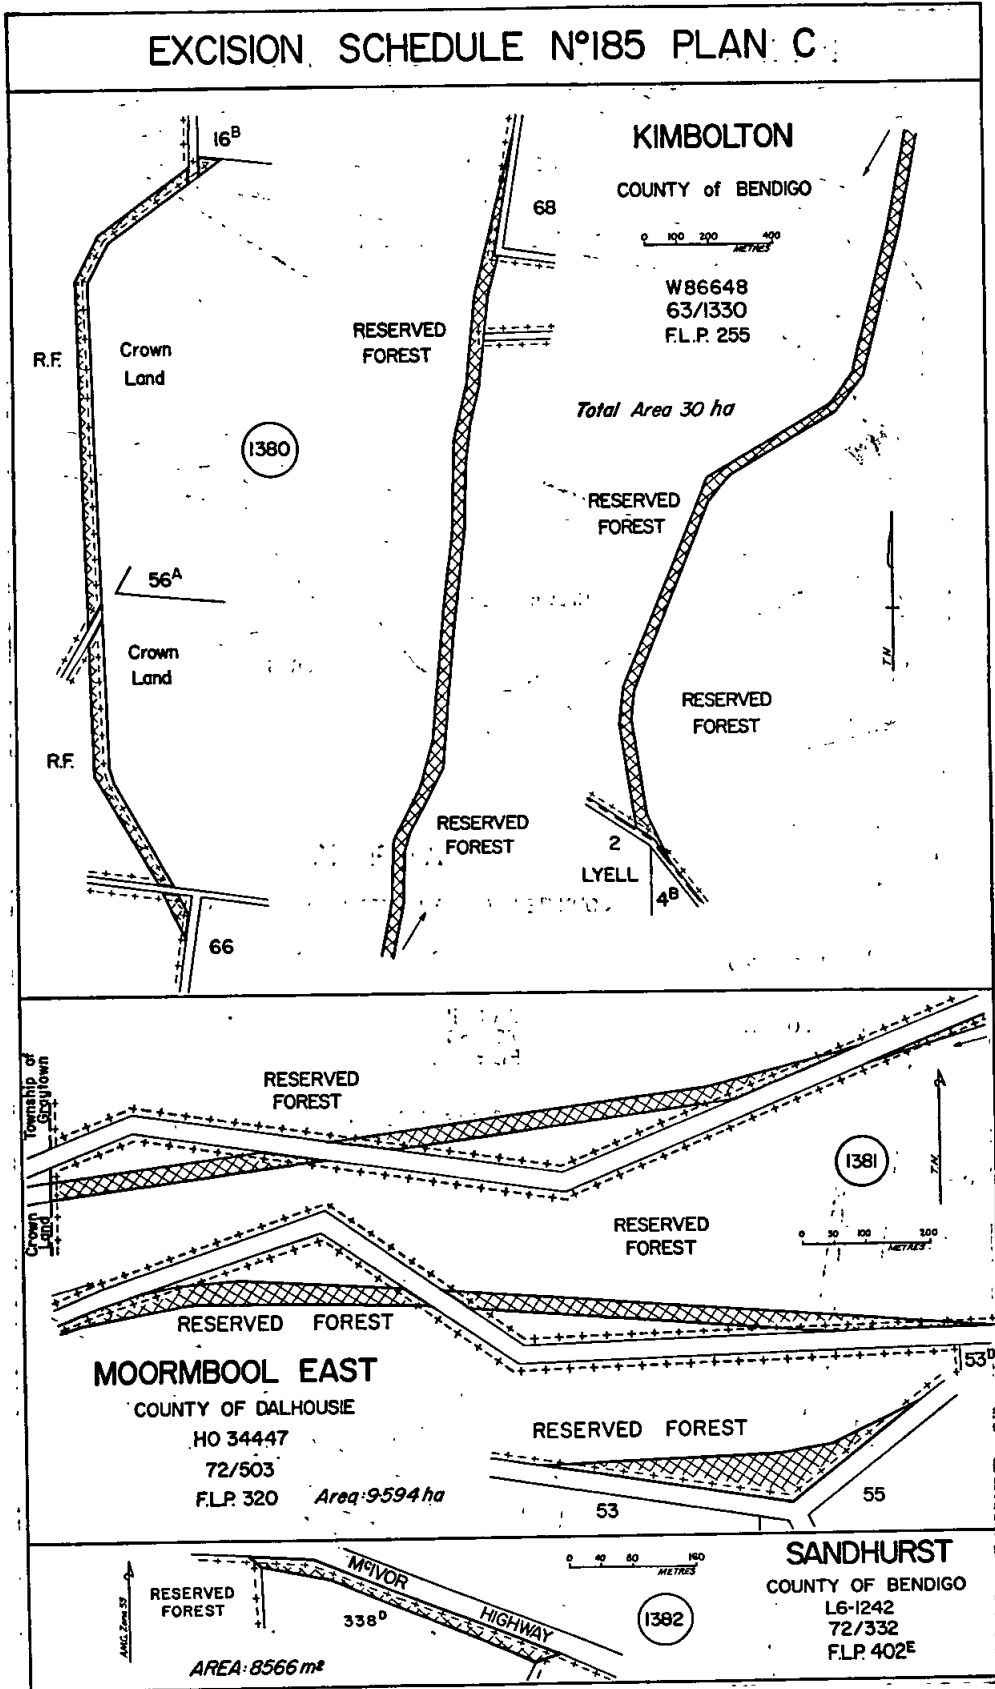 EXCISION SCHEDULE Nº185 PLAN C
16B
KIMBOLTON
COUNTY of BENDIGO
68
0 100 200 400
METRES
W86648
63/1330
F.L.P. 255
RESERVED
FOREST
R.F.
Crown
Land
Total Area 30 ha
1380
RESERVED
FOREST
56A
Crown
Land
T.N.
RESERVED
FOREST
R.F.
RESERVED
FOREST
2
LYELL
4B
66
Township of
Graytown
RESERVED
FOREST
1381
T.N.
Crown
Land
RESERVED
FOREST
0 50 100 200
METRES
RESERVED FOREST
MOORMBOOL EAST
COUNTY OF DALHOUSIE
HO 34447
72/503
F.L.P. 320
Area: 9·594 ha
53D
RESERVED FOREST
53
55
SANDHURST
COUNTY OF BENDIGO
L6-1242
72/332
F.L.P. 402E
0 40 80 160
METRES
McIVOR
HIGHWAY
A.M.G. Zone 55
RESERVED
FOREST
338D
1382
AREA: 8566 m²